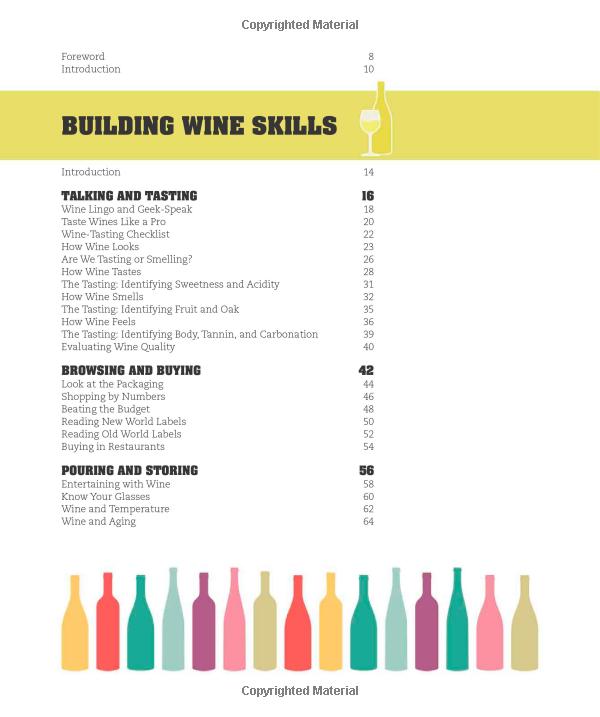 Copyrighted Material
Foreword 8
Introduction 10
BUILDING WINE SKILLS
Introduction 14
TALKING AND TASTING 16
Wine Lingo and Geek-Speak 18
Taste Wines Like a Pro 20
Wine-Tasting Checklist 22
How Wine Looks 23
Are We Tasting or Smelling? 26
How Wine Tastes 28
The Tasting: Identifying Sweetness and Acidity 31
How Wine Smells 32
The Tasting: Identifying Fruit and Oak 35
How Wine Feels 36
The Tasting: Identifying Body, Tannin, and Carbonation 39
Evaluating Wine Quality 40
BROWSING AND BUYING 42
Look at the Packaging 44
Shopping by Numbers 46
Beating the Budget 48
Reading New World Labels 50
Reading Old World Labels 52
Buying in Restaurants 54
POURING AND STORING 56
Entertaining with Wine 58
Know Your Glasses 60
Wine and Temperature 62
Wine and Aging 64
Copyrighted Material